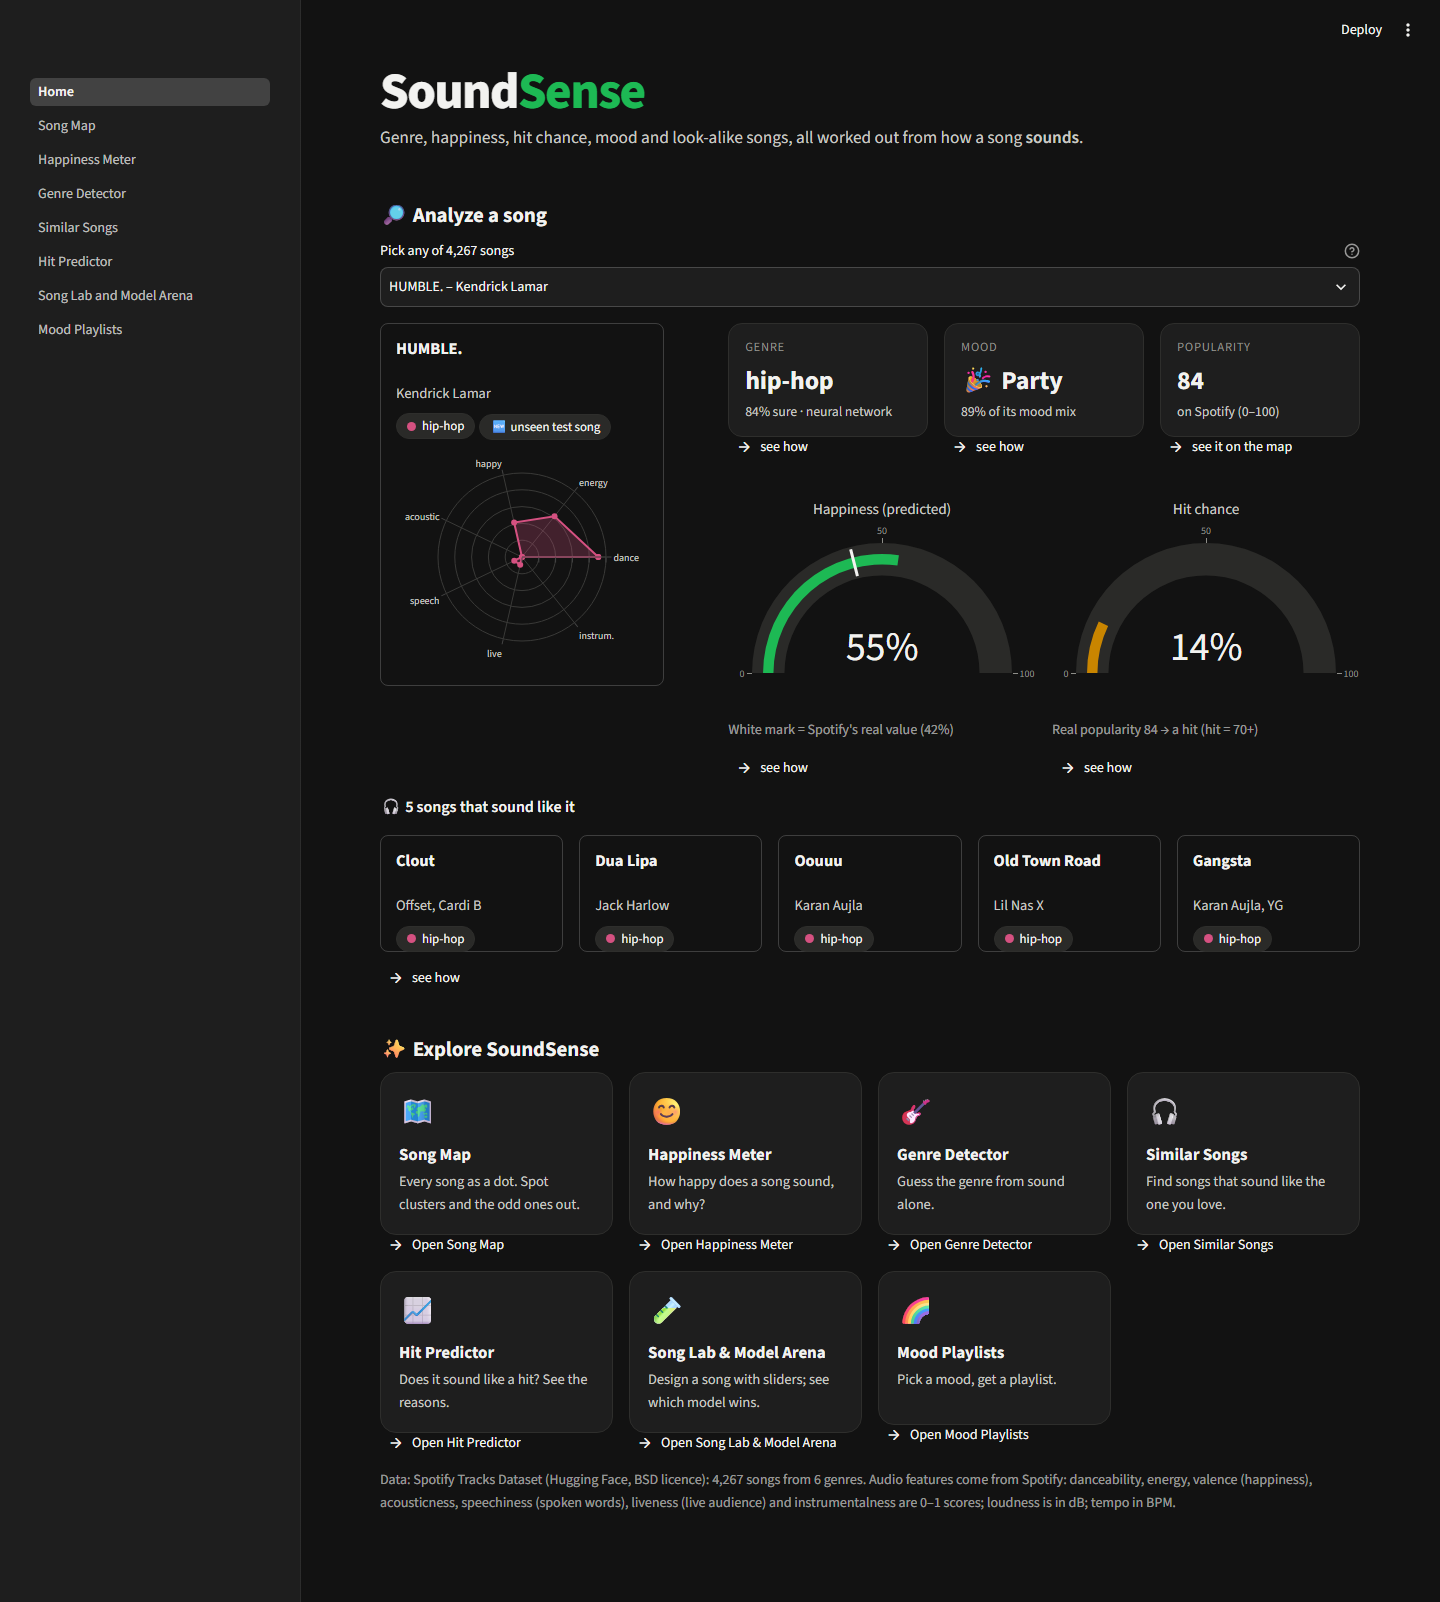 Deploy
Home
Song Map
Happiness Meter
Genre Detector
Similar Songs
Hit Predictor
Song Lab and Model Arena
Mood Playlists
SoundSense
Genre, happiness, hit chance, mood and look-alike songs, all worked out from how a song sounds.
Analyze a song
Pick any of 4,267 songs
HUMBLE. – Kendrick Lamar
HUMBLE.
Kendrick Lamar
hip-hop
NEW unseen test song
happy
energy
acoustic
dance
speech
instrum.
live
GENRE
hip-hop
84% sure · neural network
→ see how
MOOD
Party
89% of its mood mix
→ see how
POPULARITY
84
on Spotify (0–100)
→ see it on the map
Happiness (predicted)
50
55%
0
100
White mark = Spotify's real value (42%)
→ see how
Hit chance
50
14%
0
100
Real popularity 84 → a hit (hit = 70+)
→ see how
5 songs that sound like it
Clout
Offset, Cardi B
hip-hop
Dua Lipa
Jack Harlow
hip-hop
Oouuu
Karan Aujla
hip-hop
Old Town Road
Lil Nas X
hip-hop
Gangsta
Karan Aujla, YG
hip-hop
→ see how
Explore SoundSense
Song Map
Every song as a dot. Spot
clusters and the odd ones out.
→ Open Song Map
Happiness Meter
How happy does a song sound,
and why?
→ Open Happiness Meter
Genre Detector
Guess the genre from sound
alone.
→ Open Genre Detector
Similar Songs
Find songs that sound like the
one you love.
→ Open Similar Songs
Hit Predictor
Does it sound like a hit? See the
reasons.
→ Open Hit Predictor
Song Lab & Model Arena
Design a song with sliders; see
which model wins.
→ Open Song Lab & Model Arena
Mood Playlists
Pick a mood, get a playlist.
→ Open Mood Playlists
Data: Spotify Tracks Dataset (Hugging Face, BSD licence): 4,267 songs from 6 genres. Audio features come from Spotify: danceability, energy, valence (happiness),
acousticness, speechiness (spoken words), liveness (live audience) and instrumentalness are 0–1 scores; loudness is in dB; tempo in BPM.